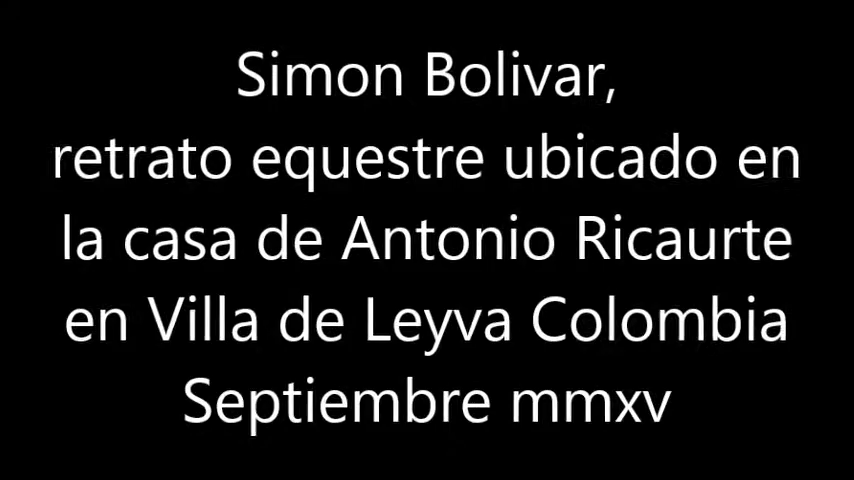 Simon Bolivar,
retrato equestre ubicado en
la casa de Antonio Ricaurte
en Villa de Leyva Colombia
Septiembre mmxv